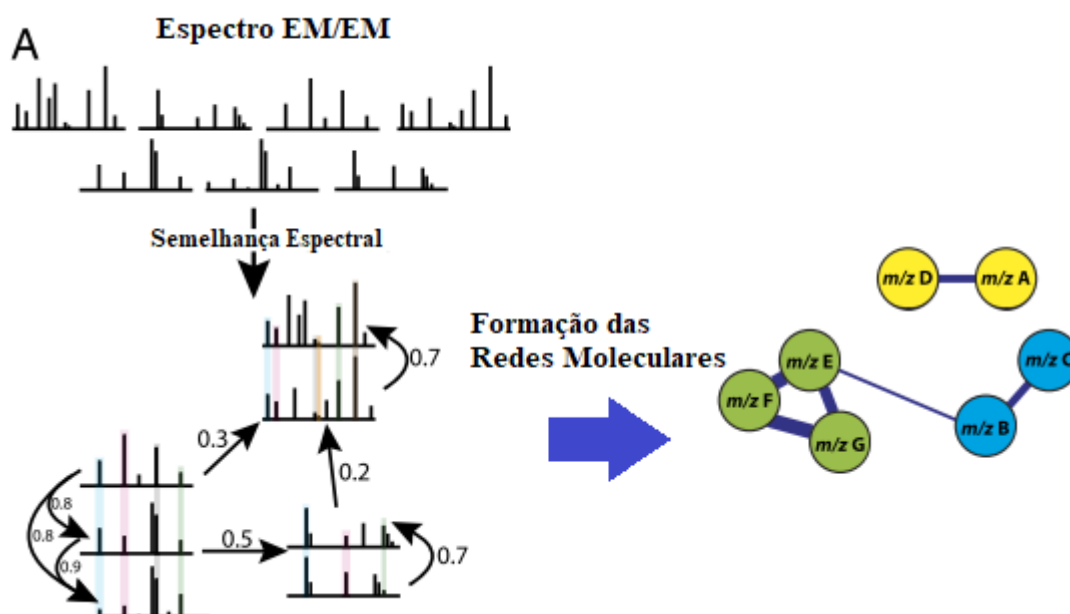 A
Espectro EM/EM
Semelhança Espectral
0.7
0.3
0.2
0.8
0.8
0.9
0.5
0.7
Formação das
Redes Moleculares
m/z D
m/z A
m/z E
m/z F
m/z G
m/z C
m/z B